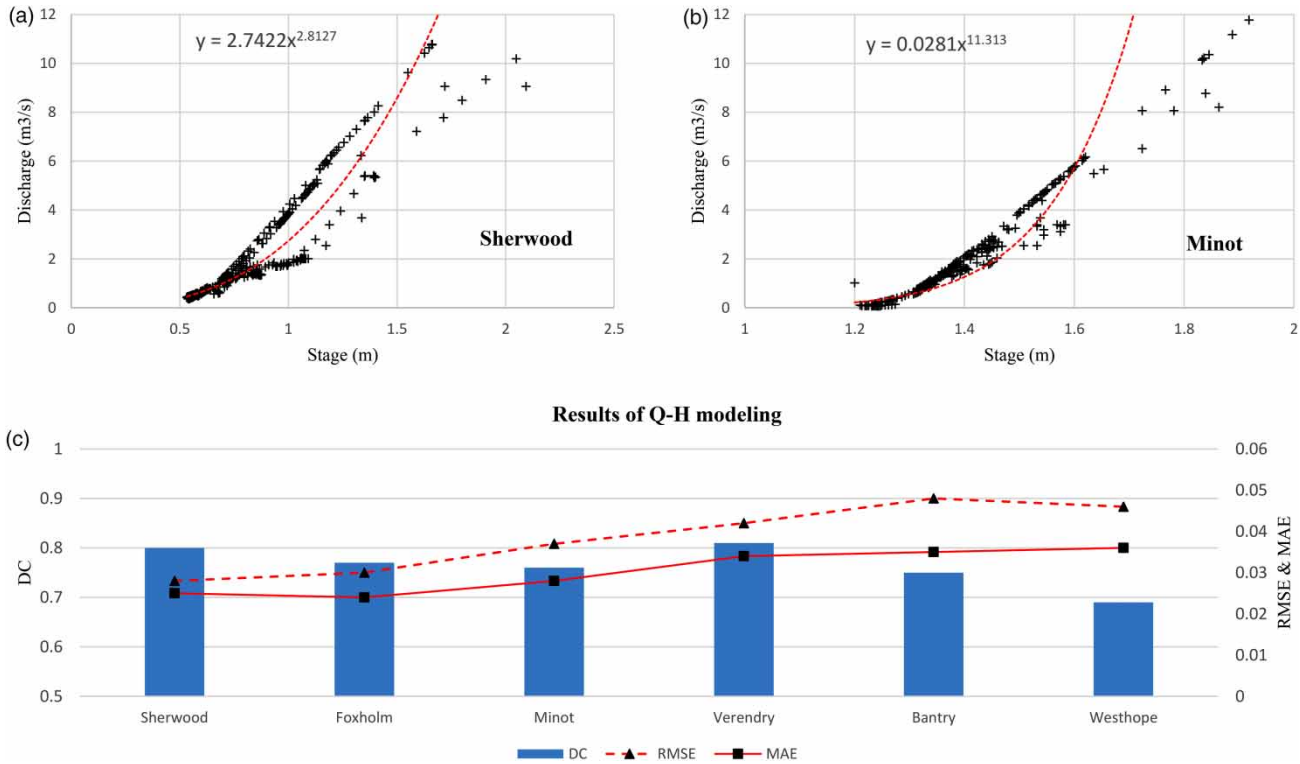 (a)
12
10
8
6
4
2
0
Discharge (m3/s)
y = 2.7422x^2.8127
Sherwood
0
0.5
1
1.5
2
2.5
Stage (m)
(b)
12
10
8
6
4
2
0
Discharge (m3/s)
y = 0.0281x^11.313
Minot
1
1.2
1.4
1.6
1.8
2
Stage (m)
Results of Q-H modeling
(c)
1
0.9
0.8
0.7
0.6
0.5
DC
0.06
0.05
0.04
0.03
0.02
0.01
0
RMSE & MAE
Sherwood
Foxholm
Minot
Verendry
Bantry
Westhope
DC
RMSE
MAE